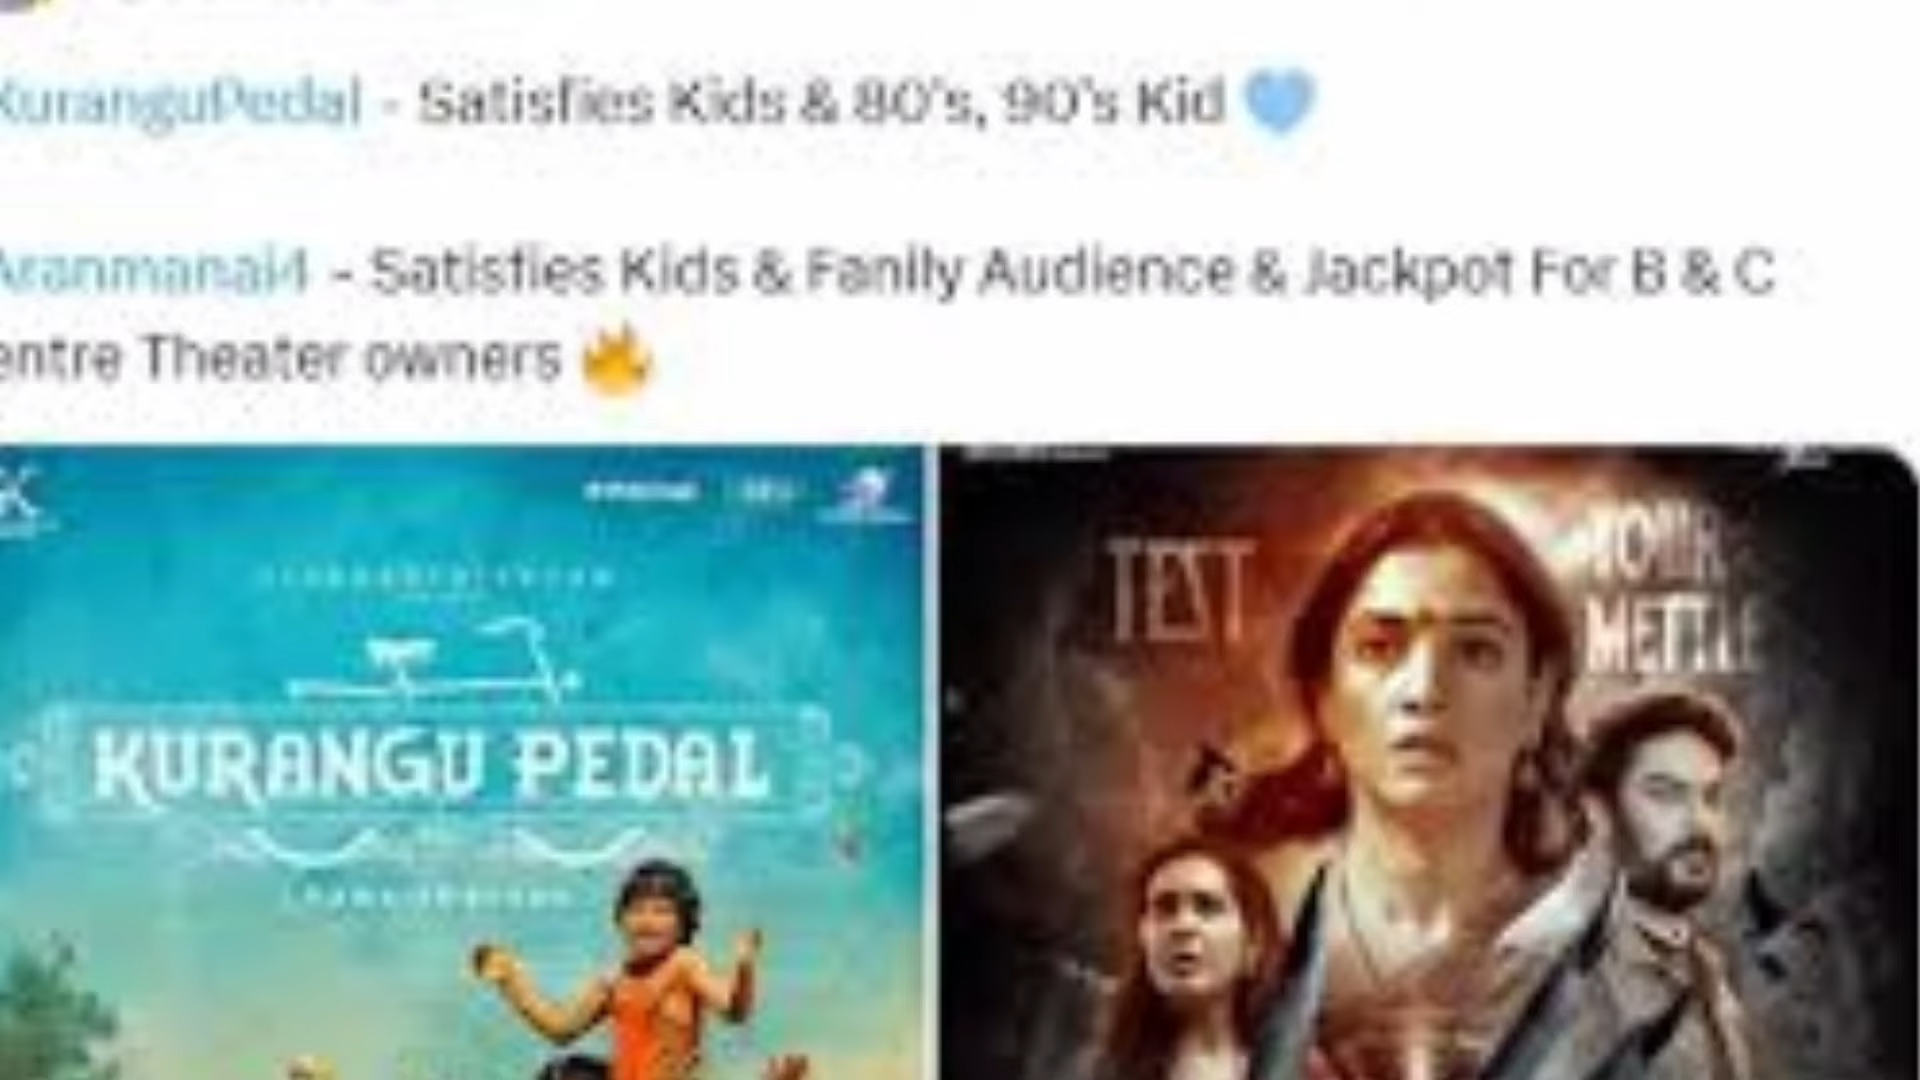 KuranguPedal - Satisfies Kids & 80's, 90's Kid 💙
Aranmanai4 - Satisfies Kids & Fanily Audience & Jackpot For B & C
entre Theater owners 🔥
KURANGU PEDAL
TEST
YOUR
METTLE